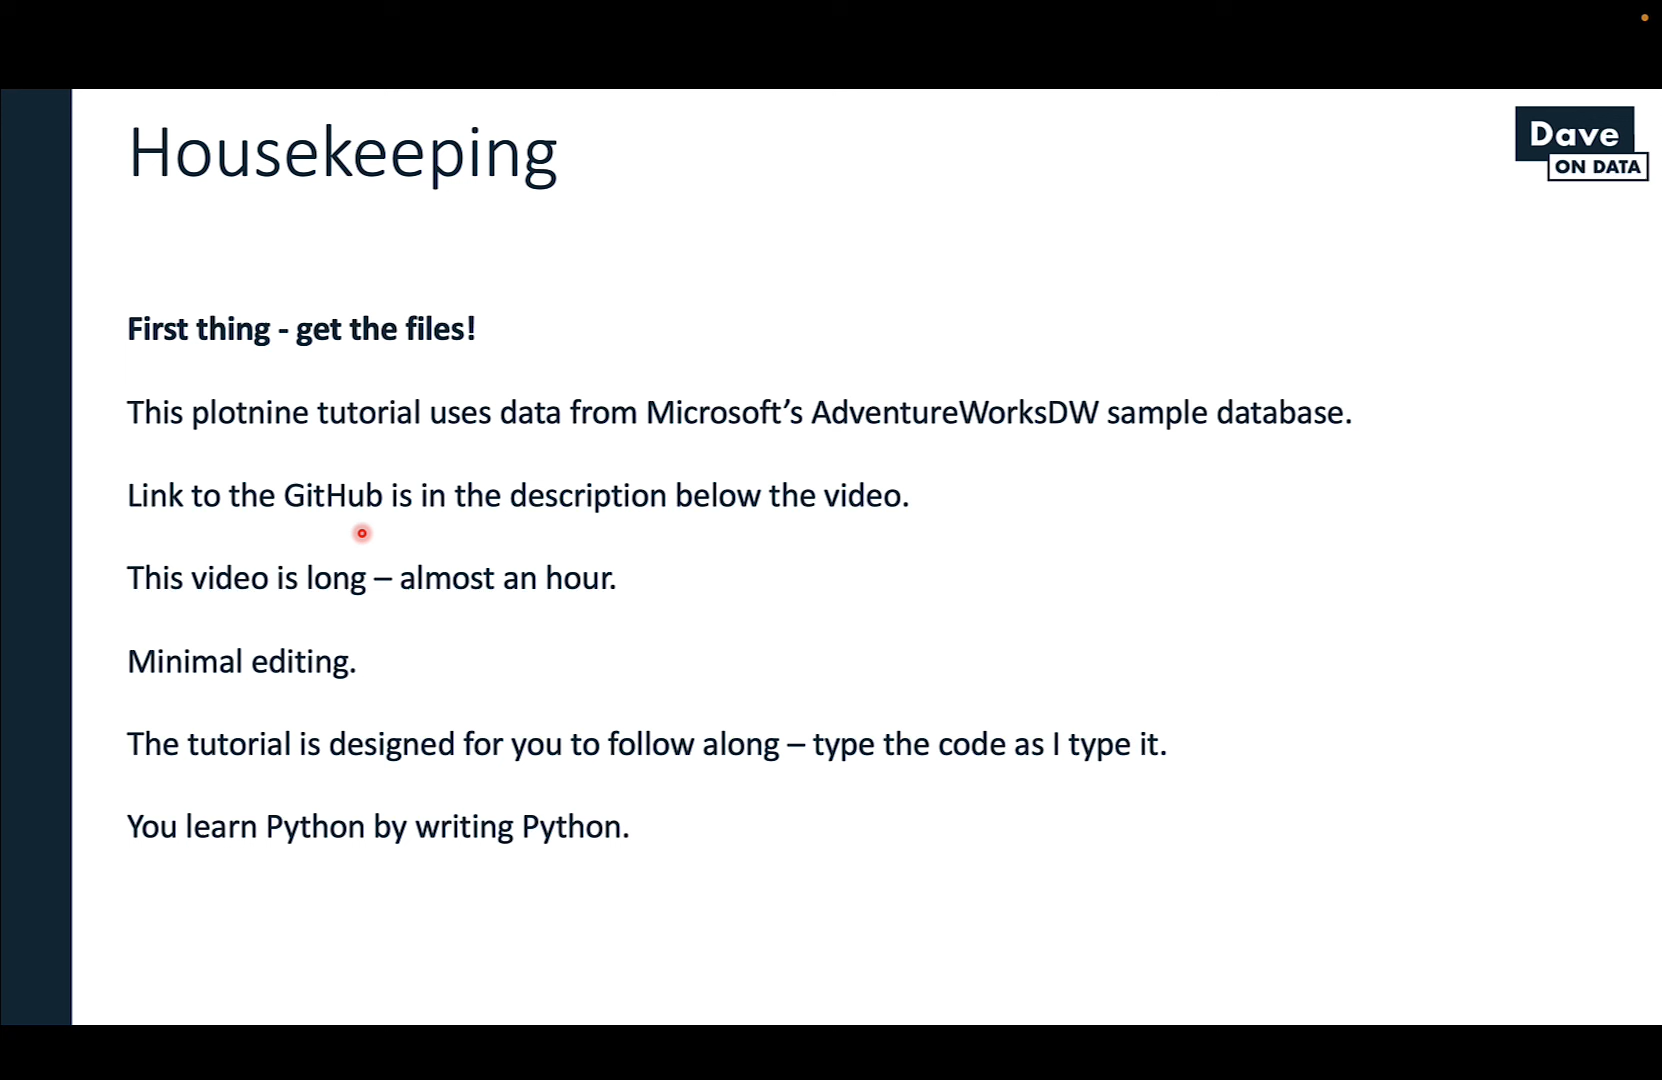 Housekeeping
Dave
ON DATA
First thing - get the files!
This plotnine tutorial uses data from Microsoft’s AdventureWorksDW sample database.
Link to the GitHub is in the description below the video.
This video is long – almost an hour.
Minimal editing.
The tutorial is designed for you to follow along – type the code as I type it.
You learn Python by writing Python.